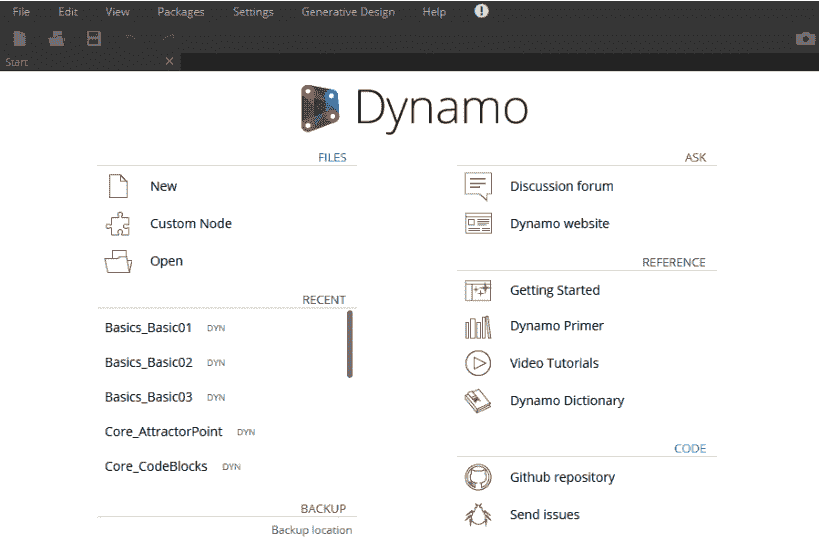 File Edit View Packages Settings Generative Design Help
Start
Dynamo
FILES
New
Custom Node
Open
RECENT
Basics_Basic01 DYN
Basics_Basic02 DYN
Basics_Basic03 DYN
Core_AttractorPoint DYN
Core_CodeBlocks DYN
BACKUP
Backup location
ASK
Discussion forum
Dynamo website
REFERENCE
Getting Started
Dynamo Primer
Video Tutorials
Dynamo Dictionary
CODE
Github repository
Send issues